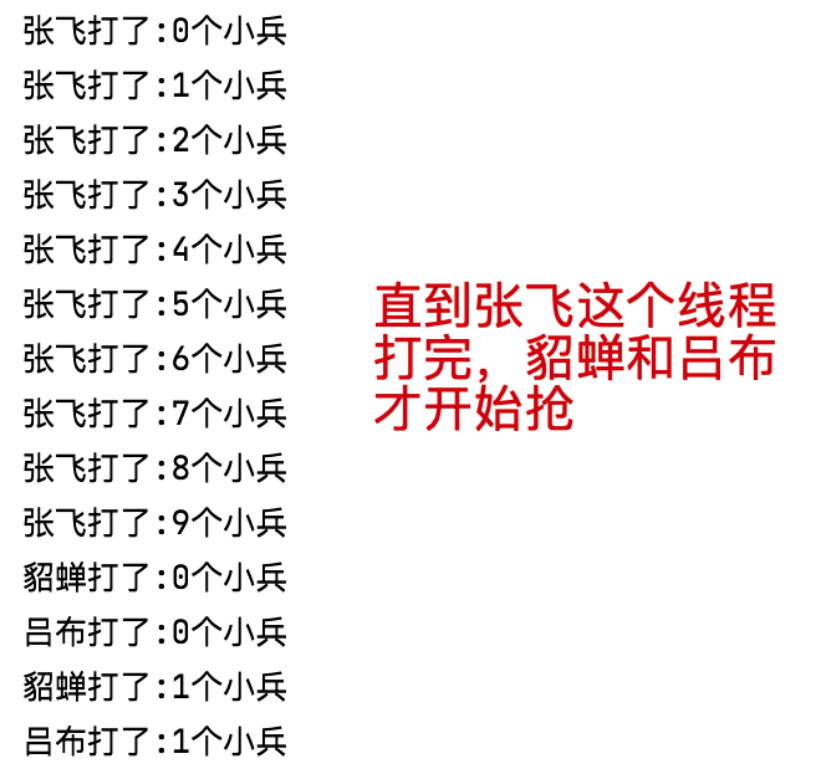 张飞打了:0个小兵
张飞打了:1个小兵
张飞打了:2个小兵
张飞打了:3个小兵
张飞打了:4个小兵
张飞打了:5个小兵
张飞打了:6个小兵
张飞打了:7个小兵
张飞打了:8个小兵
张飞打了:9个小兵
貂蝉打了:0个小兵
吕布打了:0个小兵
貂蝉打了:1个小兵
吕布打了:1个小兵
直到张飞这个线程
打完，貂蝉和吕布
才开始抢